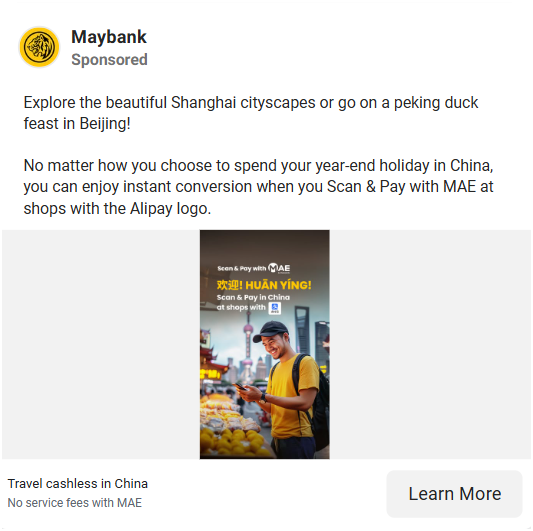 Maybank
Sponsored
Explore the beautiful Shanghai cityscapes or go on a peking duck
feast in Beijing!
No matter how you choose to spend your year-end holiday in China,
you can enjoy instant conversion when you Scan & Pay with MAE at
shops with the Alipay logo.
Scan & Pay with MAE
欢迎! HUĀN YÍNG!
Scan & Pay in China
at shops with
Travel cashless in China
No service fees with MAE
Learn More